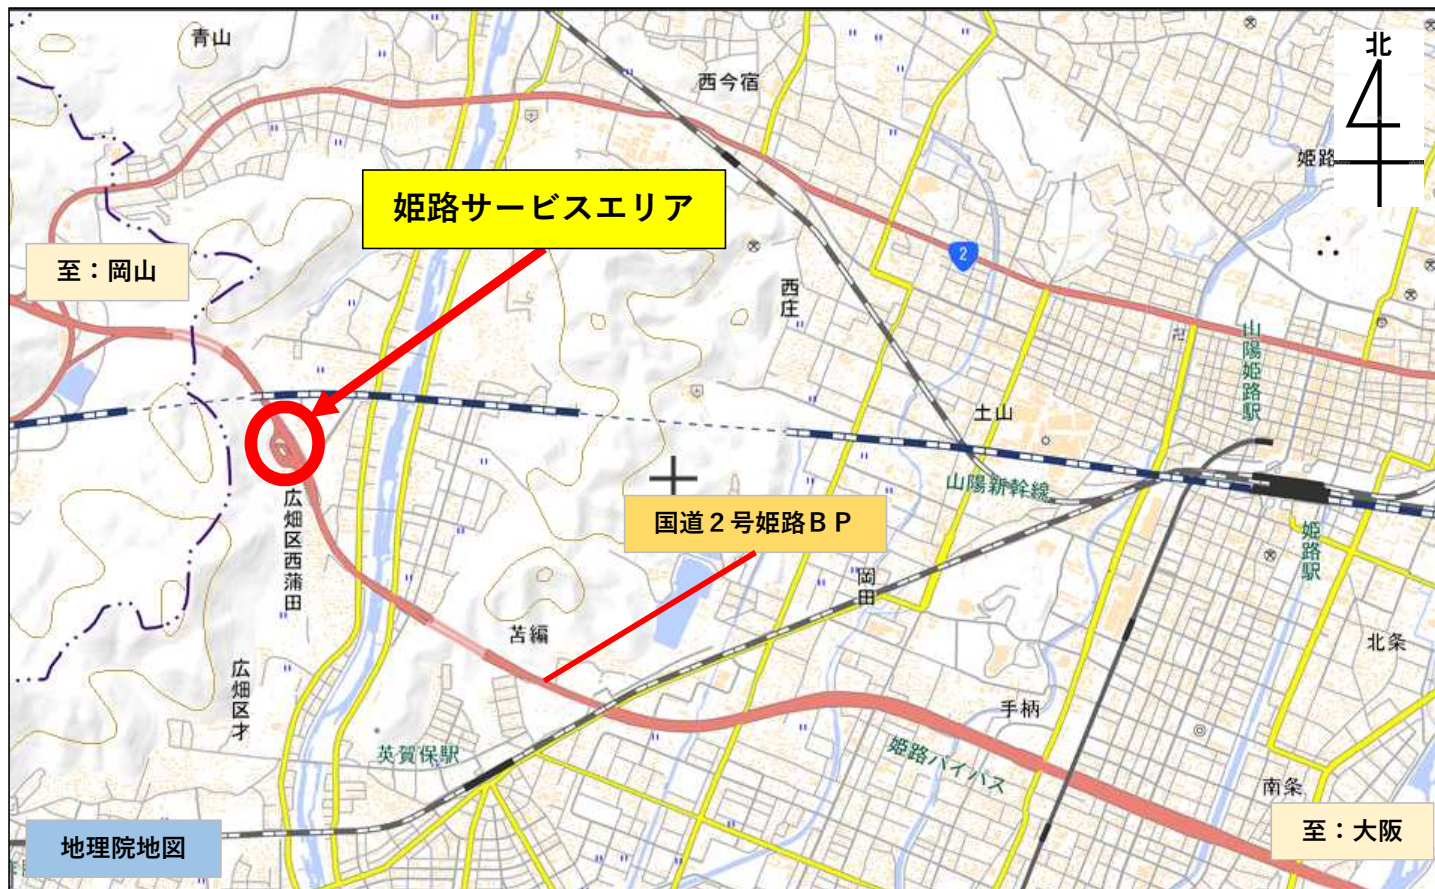 青山
西今宿
北
姫路
姫路サービスエリア
至：岡山
2
西庄
山陽姫路駅
土山
山陽新幹線
広畑区西蒲田
国道２号姫路ＢＰ
姫路駅
岡田
苫編
北条
広畑区才
手柄
英賀保駅
姫路バイパス
南条
地理院地図
至：大阪